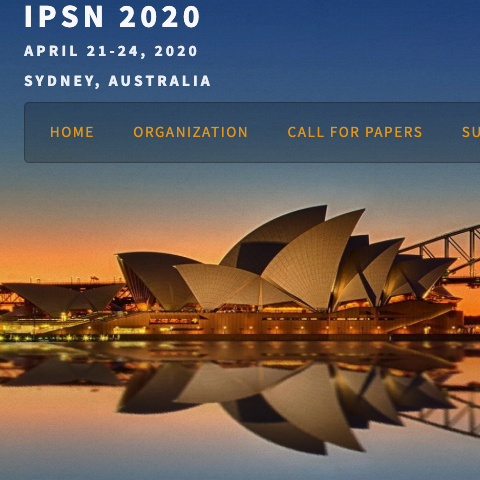 IPSN 2020
APRIL 21-24, 2020
SYDNEY, AUSTRALIA
HOME ORGANIZATION CALL FOR PAPERS